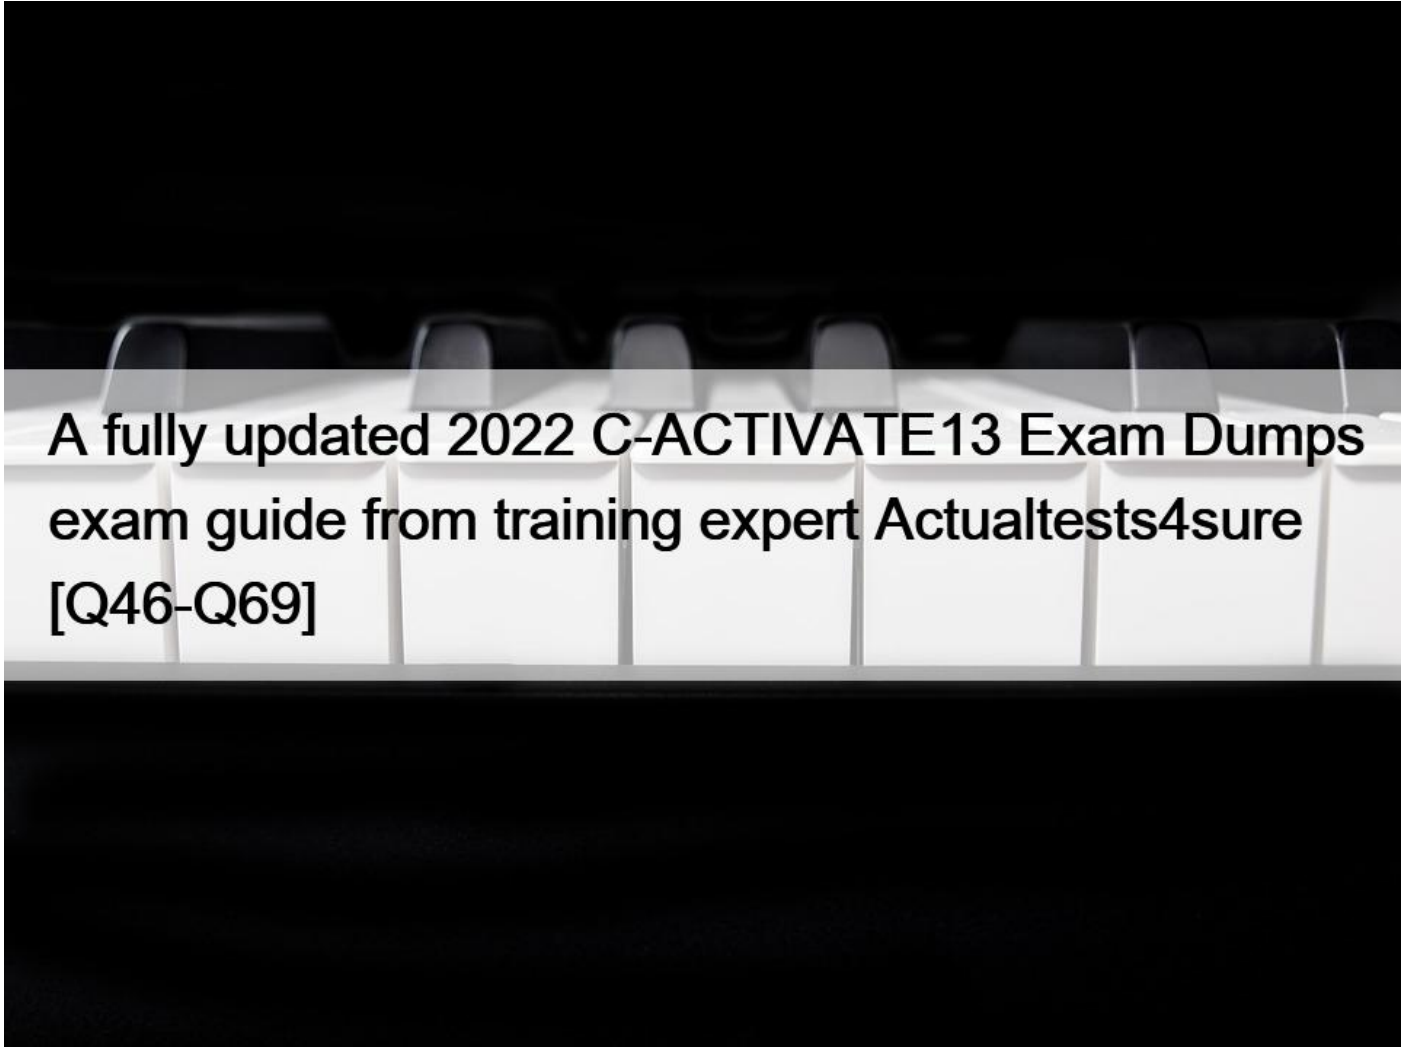 A fully updated 2022 C-ACTIVATE13 Exam Dumps
exam guide from training expert Actualtests4sure
[Q46-Q69]